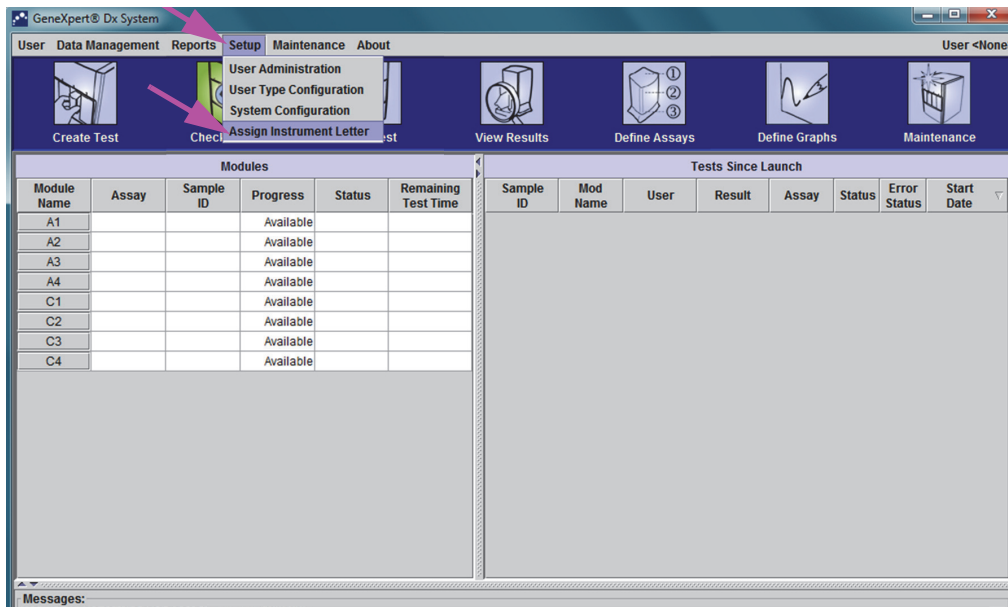 GeneXpert® Dx System
User Data Management Reports Setup Maintenance About User <None
User Administration
User Type Configuration
System Configuration
Assign Instrument Letter
Create Test
View Results
Define Assays
Define Graphs
Maintenance
① 
② 
③
Modules
Module Name Assay Sample ID Progress Status Remaining Test Time
A1 Available
A2 Available
A3 Available
A4 Available
C1 Available
C2 Available
C3 Available
C4 Available
Tests Since Launch
Sample ID Mod Name User Result Assay Status Error Status Start Date
Messages: